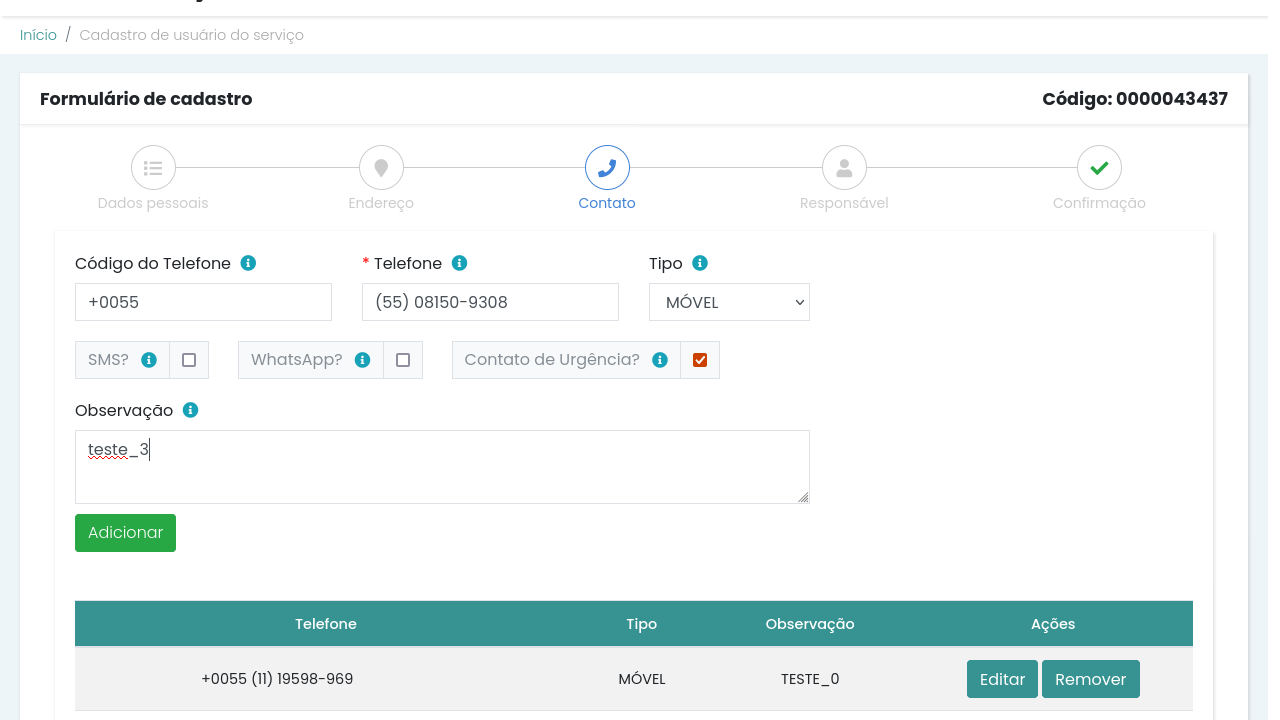 Início / Cadastro de usuário do serviço
Formulário de cadastro Código: 0000043437
Dados pessoais Endereço Contato Responsável Confirmação
Código do Telefone * Telefone Tipo
+0055 (55) 08150-9308 MÓVEL
SMS? WhatsApp? Contato de Urgência?
Observação
teste_3
Adicionar
Telefone Tipo Observação Ações
+0055 (11) 19598-969 MÓVEL TESTE_0 Editar Remover